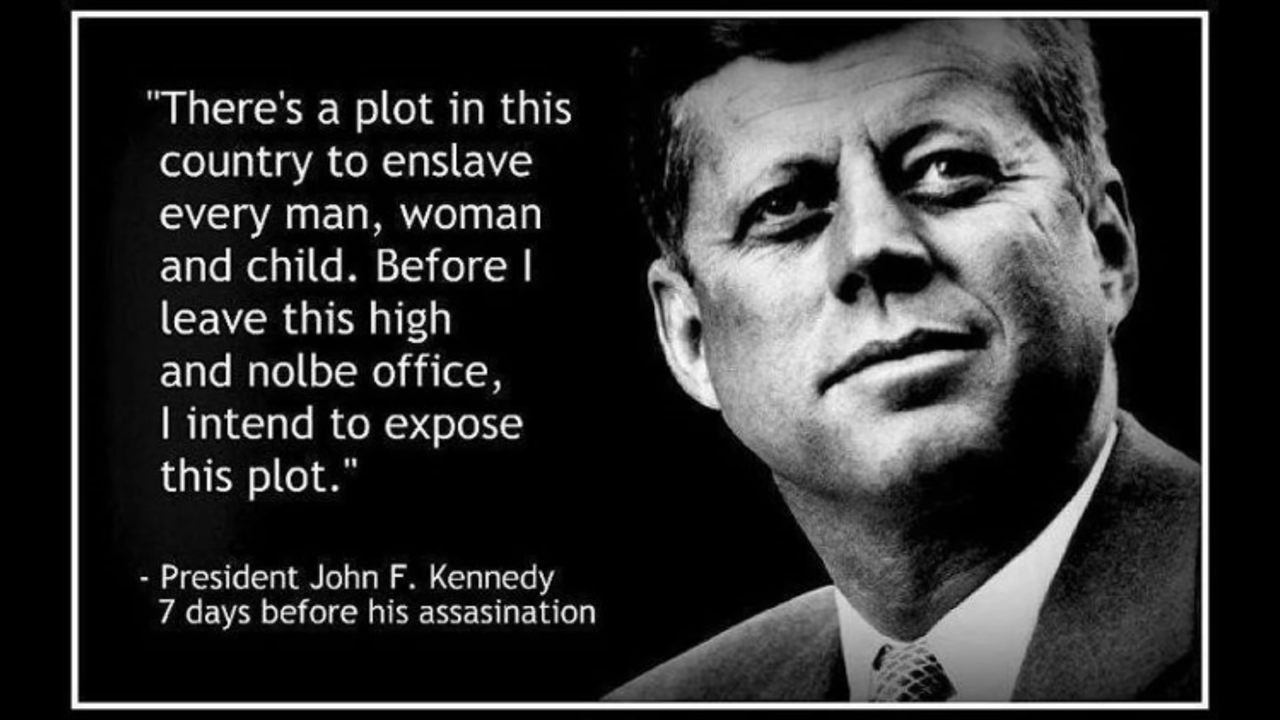 "There's a plot in this
country to enslave
every man, woman
and child. Before I
leave this high
and nolbe office,
I intend to expose
this plot."
- President John F. Kennedy
7 days before his assasination